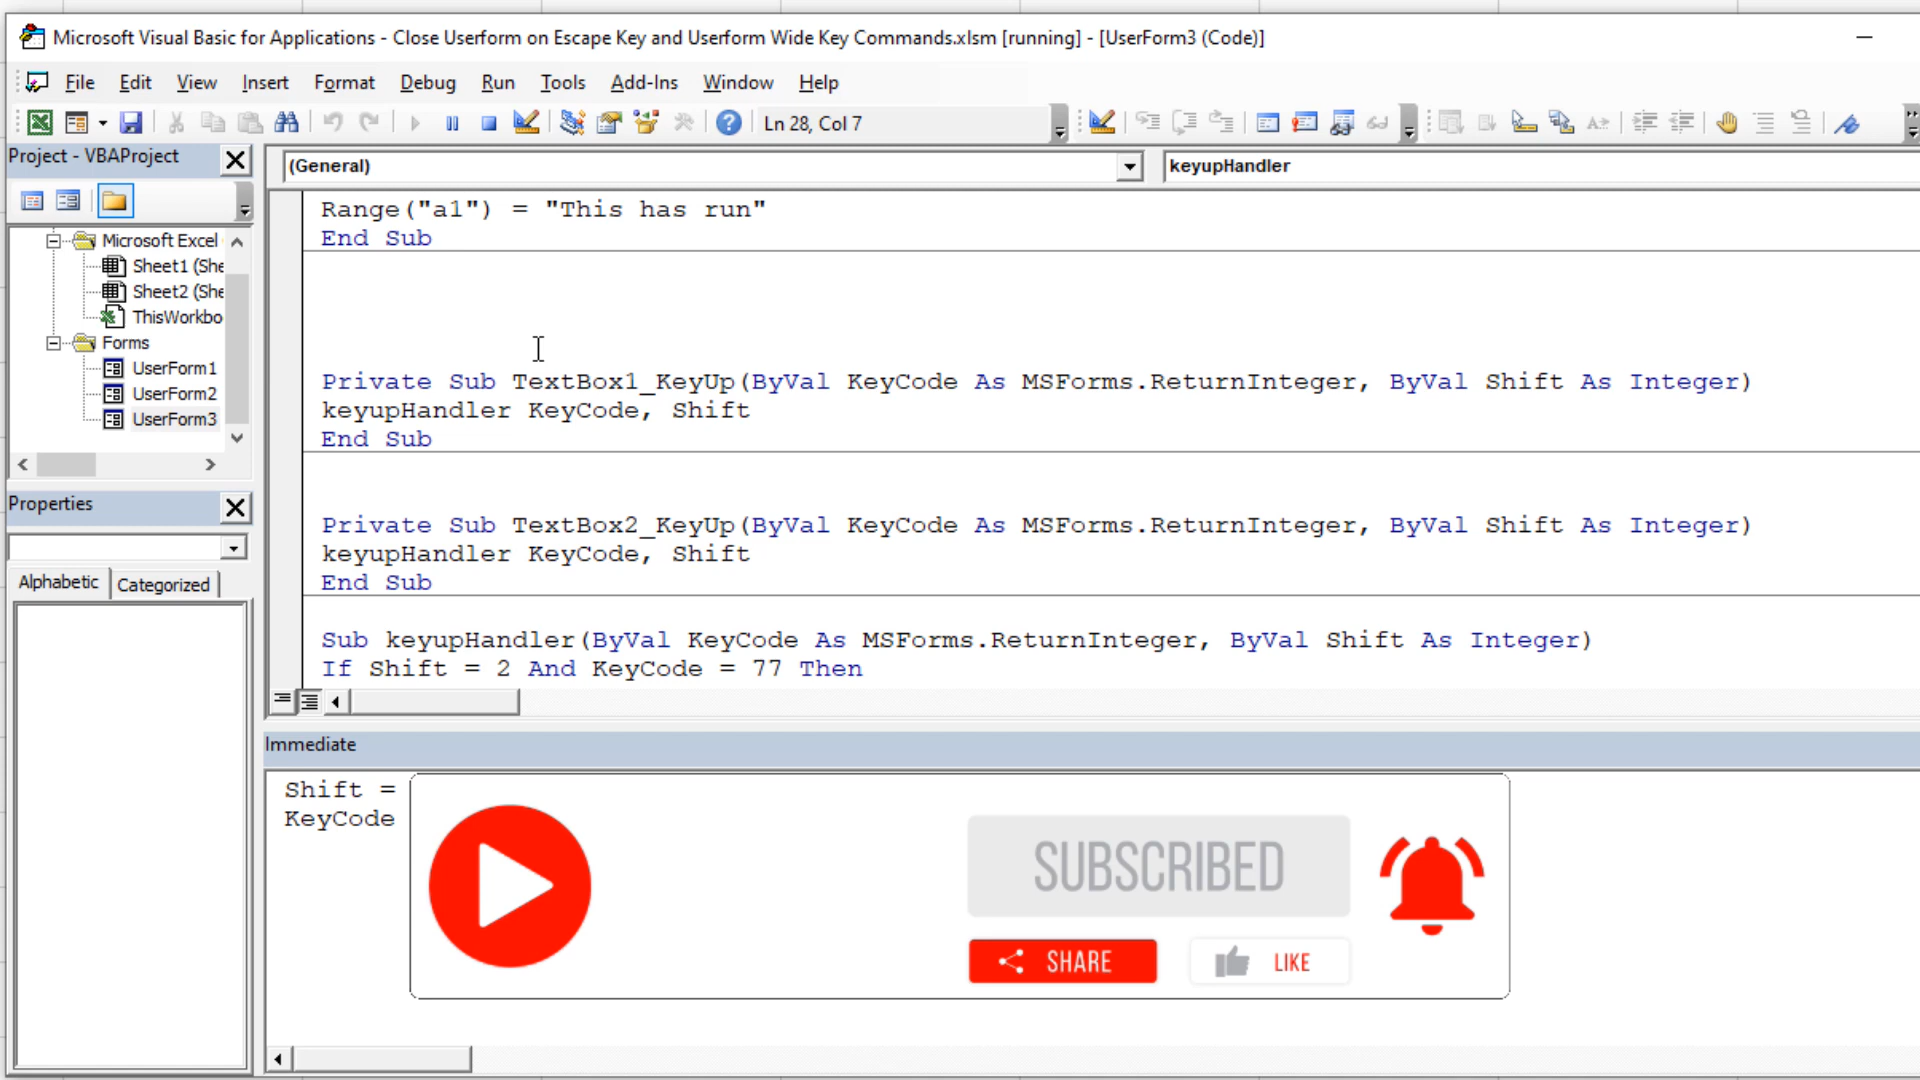 Microsoft Visual Basic for Applications - Close Userform on Escape Key and Userform Wide Key Commands.xlsm [running] - [UserForm3 (Code)]
File Edit View Insert Format Debug Run Tools Add-Ins Window Help
Ln 28, Col 7
Project - VBAProject
Microsoft Excel
Sheet1 (She
Sheet2 (She
ThisWorkbo
Forms
UserForm1
UserForm2
UserForm3
Properties
Alphabetic Categorized
(General) keyupHandler
Range("a1") = "This has run"
End Sub
Private Sub TextBox1_KeyUp(ByVal KeyCode As MSForms.ReturnInteger, ByVal Shift As Integer)
keyupHandler KeyCode, Shift
End Sub
Private Sub TextBox2_KeyUp(ByVal KeyCode As MSForms.ReturnInteger, ByVal Shift As Integer)
keyupHandler KeyCode, Shift
End Sub
Sub keyupHandler(ByVal KeyCode As MSForms.ReturnInteger, ByVal Shift As Integer)
If Shift = 2 And KeyCode = 77 Then
Immediate
Shift =
KeyCode
SUBSCRIBED
SHARE LIKE